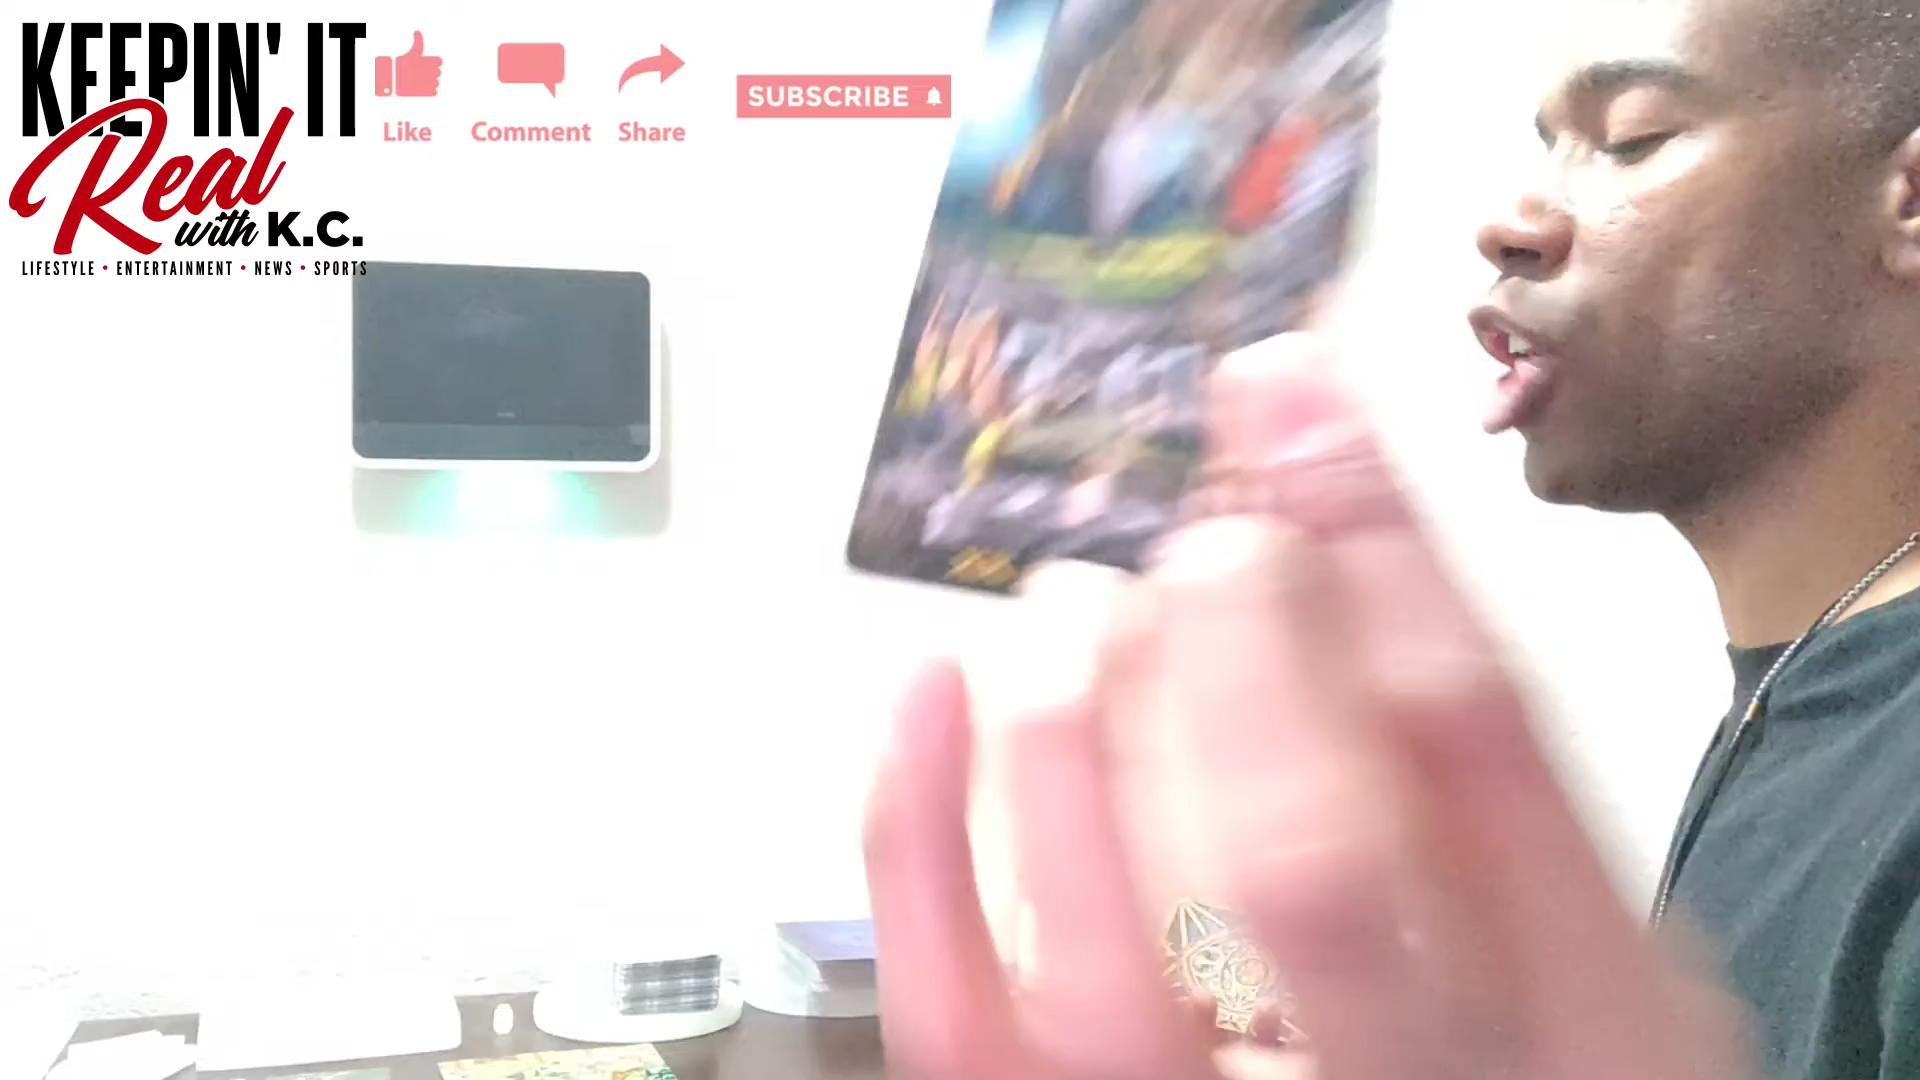 KEEPIN' IT
Real
with K.C.
LIFESTYLE • ENTERTAINMENT • NEWS • SPORTS
Like
Comment
Share
SUBSCRIBE